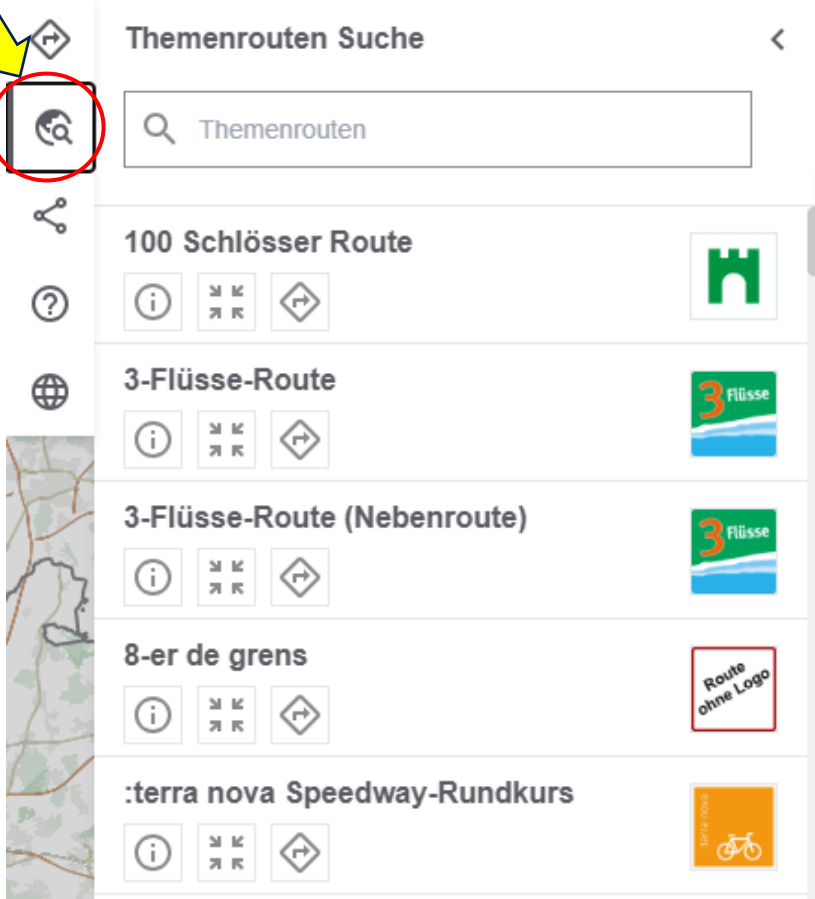 Themenrouten Suche
Themenrouten
100 Schlösser Route
3-Flüsse-Route
3 Flüsse
3-Flüsse-Route (Nebenroute)
3 Flüsse
8-er de grens
Route
ohne Logo
:terra nova Speedway-Rundkurs
:terra nova